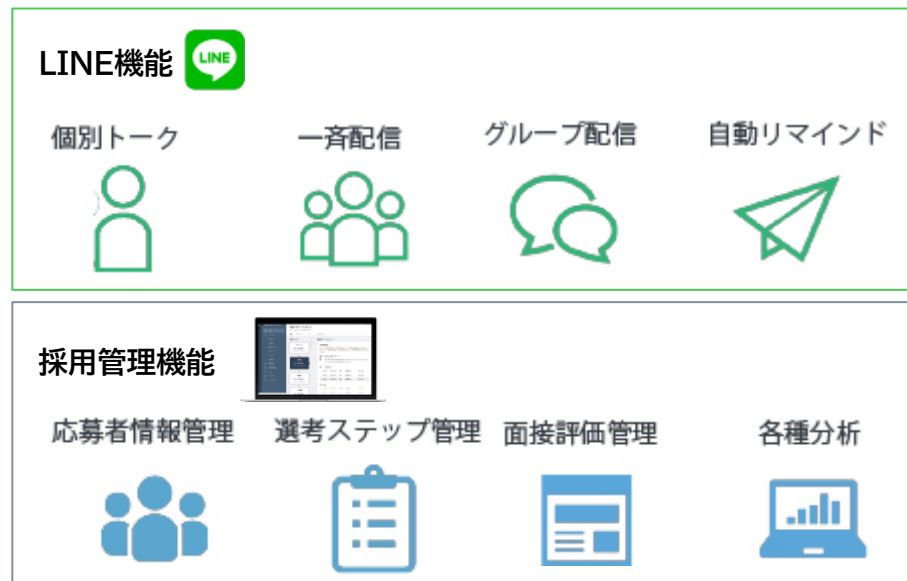 LINE機能
LINE
個別トーク
一斉配信
グループ配信
自動リマインド
採用管理機能
応募者情報管理
選考ステップ管理
面接評価管理
各種分析